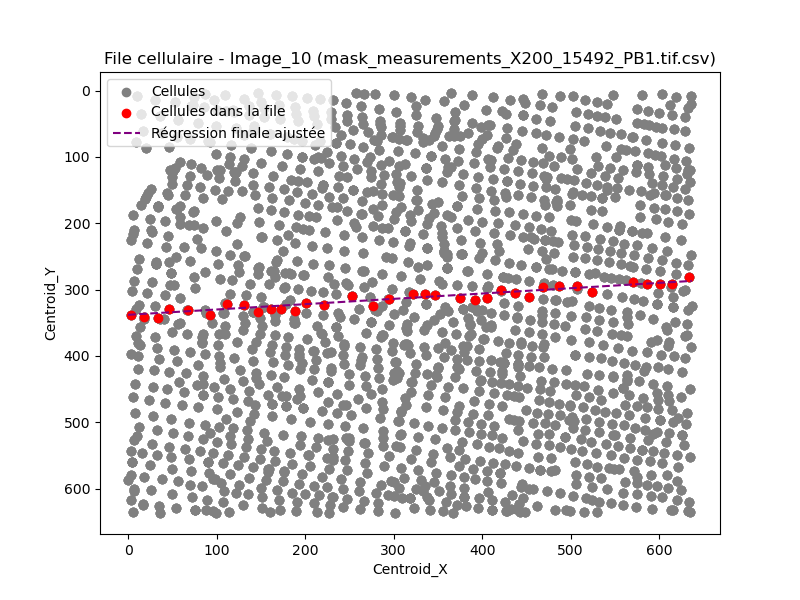 File cellulaire - Image_10 (mask_measurements_X200_15492_PB1.tif.csv)
Cellules
Cellules dans la file
Régression finale ajustée
Centroid_Y
0
100
200
300
400
500
600
0 100 200 300 400 500 600
Centroid_X